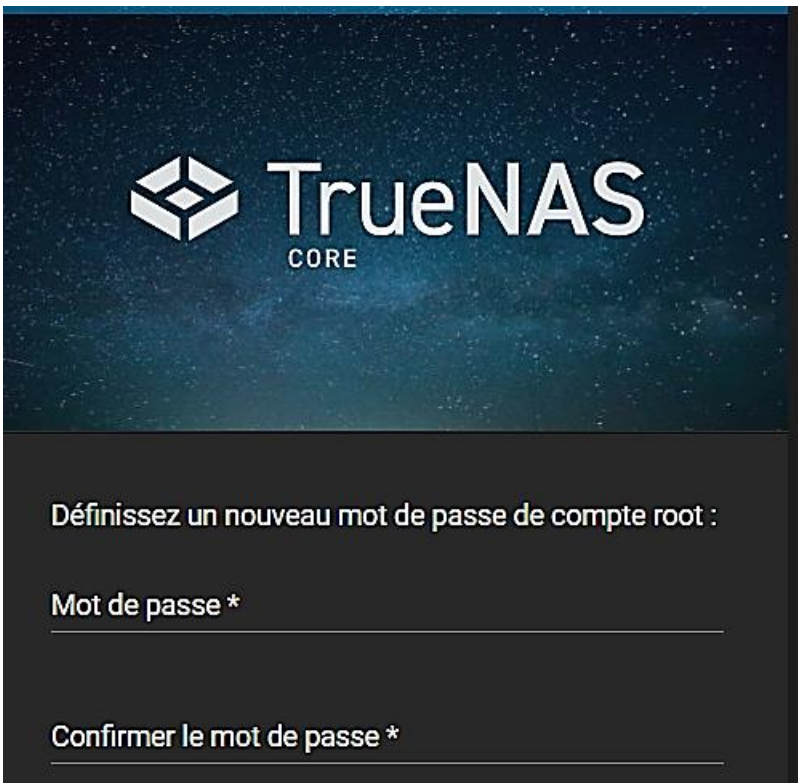 TrueNAS
CORE
Définissez un nouveau mot de passe de compte root :
Mot de passe *
Confirmer le mot de passe *